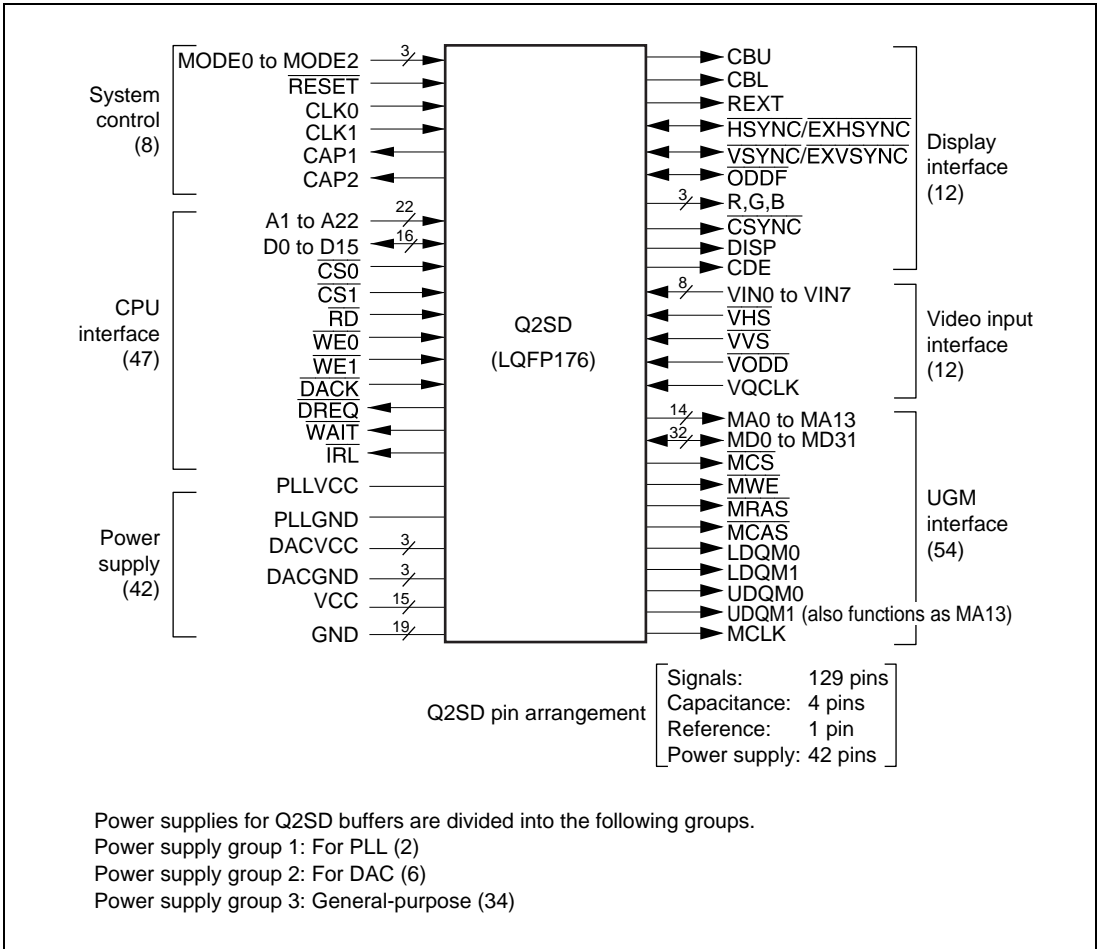 System
control
(8)
MODE0 to MODE2 3
RESET
CLK0
CLK1
CAP1
CAP2
CPU
interface
(47)
A1 to A22 22
D0 to D15 16
CS0
CS1
RD
WE0
WE1
DACK
DREQ
WAIT
IRL
Power
supply
(42)
PLLVCC
PLLGND
DACVCC 3
DACGND 3
VCC 15
GND 19
Q2SD
(LQFP176)
CBU
CBL
REXT
HSYNC/EXHSYNC
VSYNC/EXVSYNC
ODDF
3 R,G,B
CSYNC
DISP
CDE
Display
interface
(12)
8 VIN0 to VIN7
VHS
VVS
VODD
VQCLK
Video input
interface
(12)
14 MA0 to MA13
32 MD0 to MD31
MCS
MWE
MRAS
MCAS
LDQM0
LDQM1
UDQM0
UDQM1 (also functions as MA13)
MCLK
UGM
interface
(54)
Q2SD pin arrangement
Signals: 129 pins
Capacitance: 4 pins
Reference: 1 pin
Power supply: 42 pins
Power supplies for Q2SD buffers are divided into the following groups.
Power supply group 1: For PLL (2)
Power supply group 2: For DAC (6)
Power supply group 3: General-purpose (34)